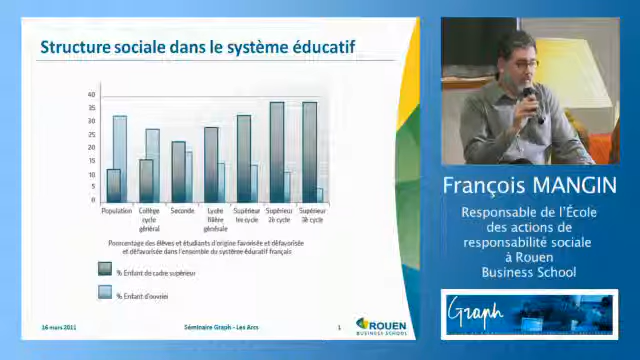 Structure sociale dans le système éducatif
40
35
30
25
20
15
10
5
0
Population
Collège
cycle
général
Seconde
Lycée
filière
générale
Supérieur
1er cycle
Supérieur
2è cycle
Supérieur
3è cycle
Pourcentage des élèves et étudiants d'origine favorisée et défavorisée
et défavorisée dans l'ensemble du système éducatif français
% Enfant de cadre supérieur
% Enfant d'ouvrier
16 mars 2011
Séminaire Graph - Les Arcs
1
ROUEN
BUSINESS SCHOOL
François MANGIN
Responsable de l'École
des actions de
responsabilité sociale
à Rouen
Business School
Graph